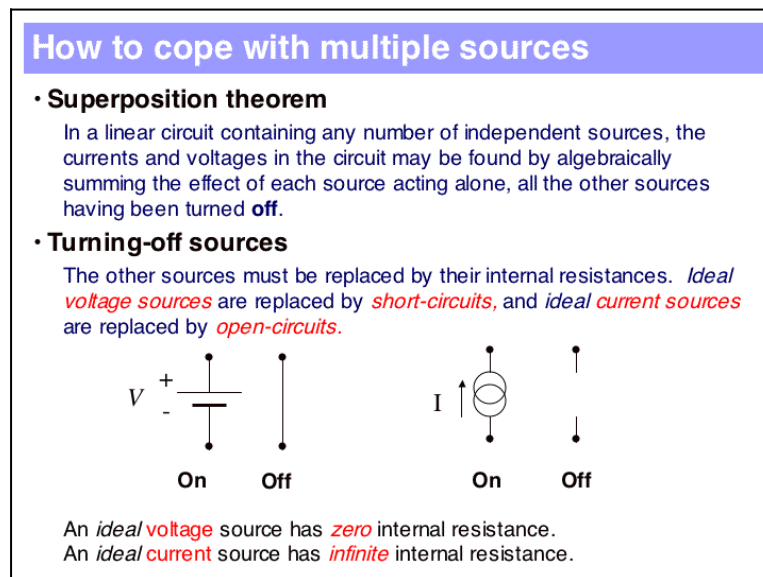 How to cope with multiple sources
• Superposition theorem
In a linear circuit containing any number of independent sources, the
currents and voltages in the circuit may be found by algebraically
summing the effect of each source acting alone, all the other sources
having been turned off.
• Turning-off sources
The other sources must be replaced by their internal resistances. Ideal
voltage sources are replaced by short-circuits, and ideal current sources
are replaced by open-circuits.
V + -
I
On Off On Off
An ideal voltage source has zero internal resistance.
An ideal current source has infinite internal resistance.